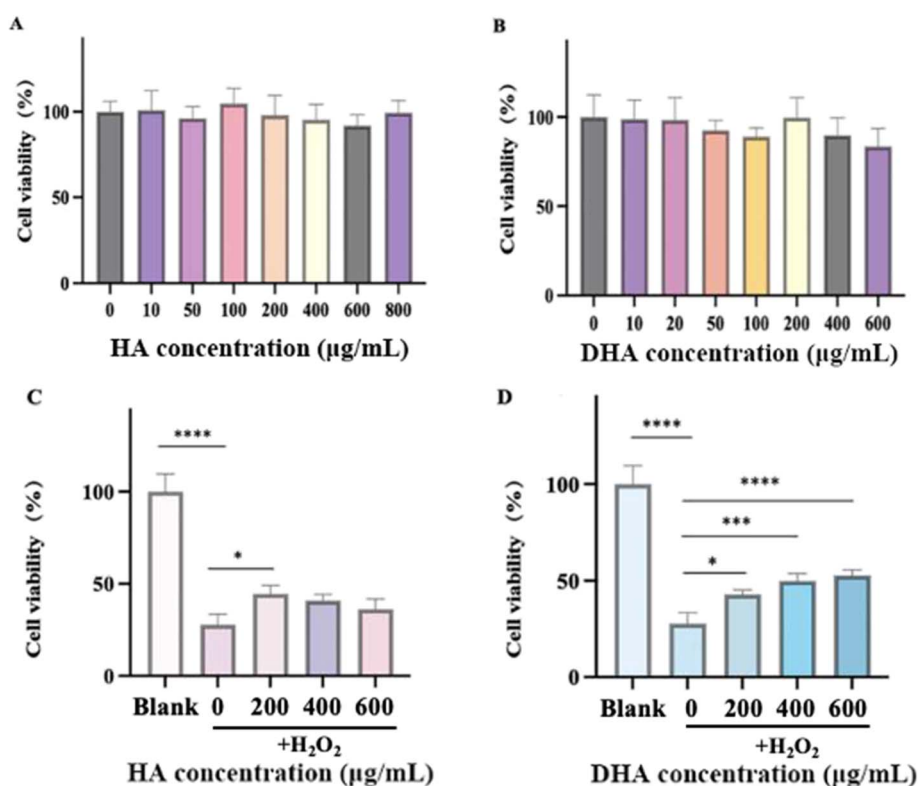 A
Cell viability (%)
100
50
0
0 10 50 100 200 400 600 800
HA concentration (μg/mL)
B
Cell viability (%)
100
50
0
0 10 20 50 100 200 400 600
DHA concentration (μg/mL)
C
Cell viability (%)
100
50
0
****
*
Blank 0 200 400 600
+H₂O₂
HA concentration (μg/mL)
D
Cell viability (%)
100
50
0
****
****
***
*
Blank 0 200 400 600
+H₂O₂
DHA concentration (μg/mL)